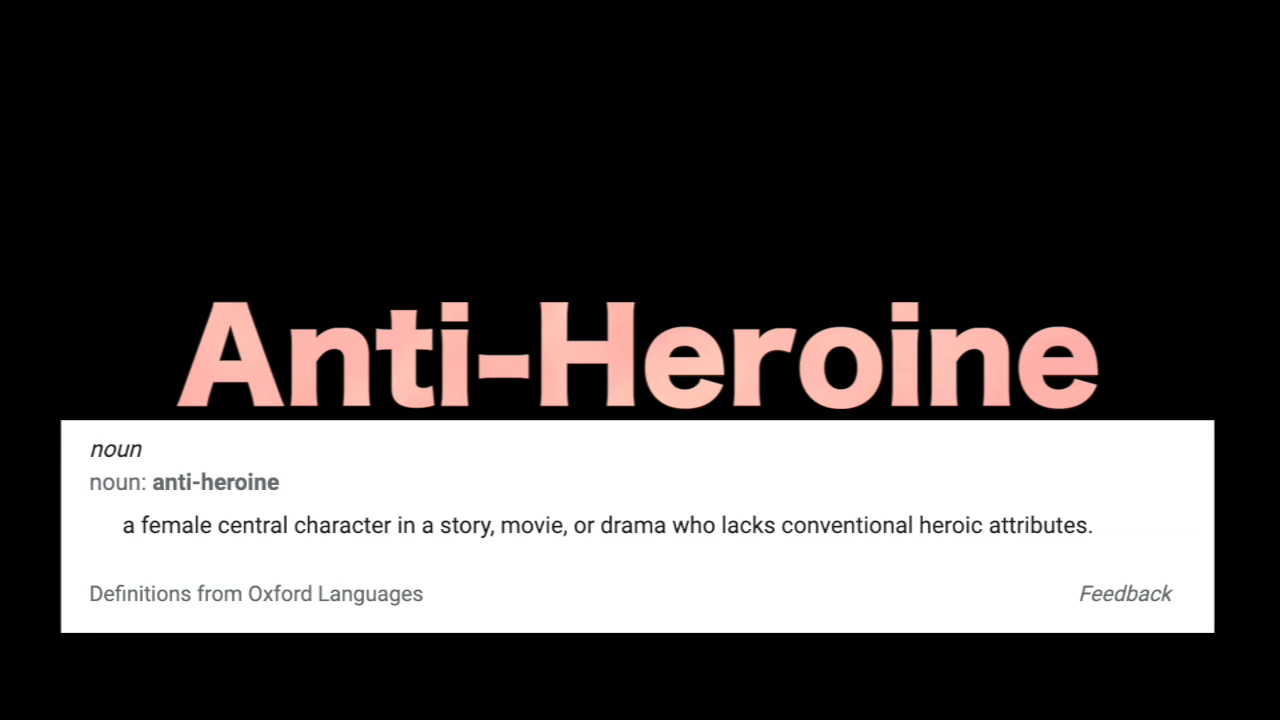 Anti-Heroine
noun
noun: anti-heroine
a female central character in a story, movie, or drama who lacks conventional heroic attributes.
Definitions from Oxford Languages
Feedback